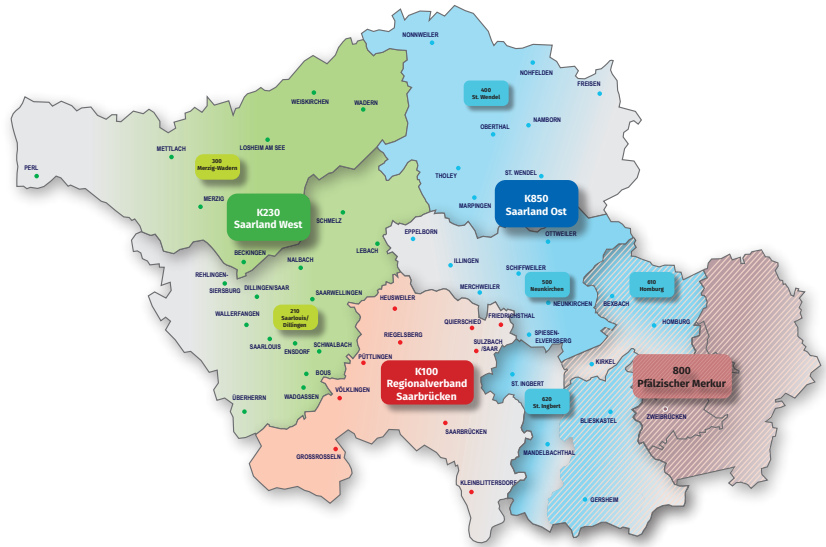 NONNWEILER
NOHFELDEN
FREISEN
400
St. Wendel
WEISKIRCHEN
WADERN
NAMBORN
OBERTHAL
LOSHEIM AM SEE
METTLACH
300
Merzig-Wadern
PERL
THOLEY
ST. WENDEL
MERZIG
K230
Saarland West
MARPINGEN
K850
Saarland Ost
SCHMELZ
EPPELBORN
OTTWEILER
LEBACH
BECKINGEN
NALBACH
ILLINGEN
SCHIFFWEILER
REHLINGEN-
SIERSBURG
DILLINGEN/SAAR
SAARWELLINGEN
MERCHWEILER
500
Neunkirchen
610
Homburg
HEUSWEILER
NEUNKIRCHEN
BEXBACH
WALLERFANGEN
210
Saarlouis/
Dillingen
QUIERSCHIED
FRIEDRICHSTHAL
HOMBURG
SAARLOUIS
ENSDORF
SCHWALBACH
RIEGELSBERG
SULZBACH
/SAAR
SPIESEN-
ELVERSBERG
PÜTTLINGEN
KIRKEL
K100
Regionalverband
Saarbrücken
800
Pfälzischer Merkur
BOUS
ST. INGBERT
ÜBERHERRN
WADGASSEN
VÖLKLINGEN
620
St. Ingbert
BLIESKASTEL
ZWEIBRÜCKEN
SAARBRÜCKEN
MANDELBACHTHAL
GROSSROSSELN
KLEINBLITTERSDORF
GERSHEIM